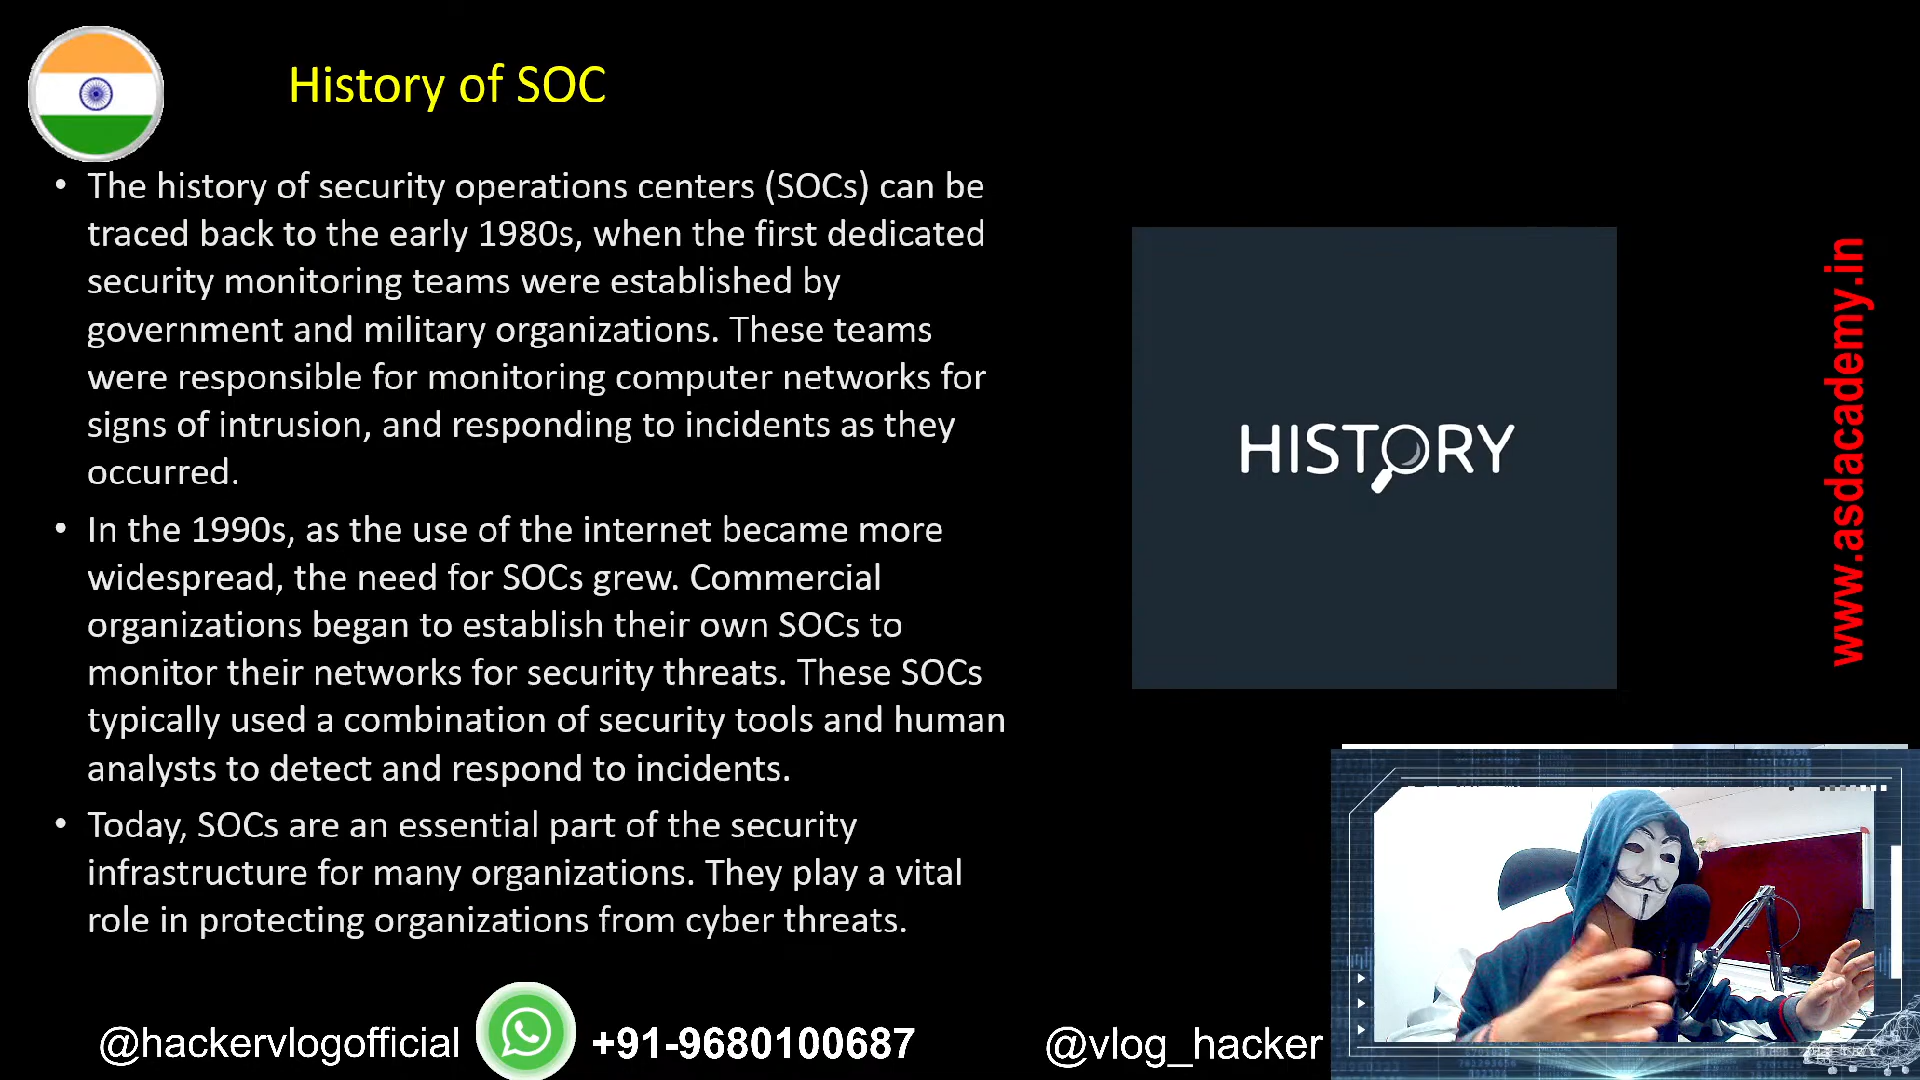 History of SOC
• The history of security operations centers (SOCs) can be
traced back to the early 1980s, when the first dedicated
security monitoring teams were established by
government and military organizations. These teams
were responsible for monitoring computer networks for
signs of intrusion, and responding to incidents as they
occurred.
• In the 1990s, as the use of the internet became more
widespread, the need for SOCs grew. Commercial
organizations began to establish their own SOCs to
monitor their networks for security threats. These SOCs
typically used a combination of security tools and human
analysts to detect and respond to incidents.
• Today, SOCs are an essential part of the security
infrastructure for many organizations. They play a vital
role in protecting organizations from cyber threats.
HISTORY
www.asdacademy.in
@hackervlogofficial
+91-9680100687
@vlog_hacker